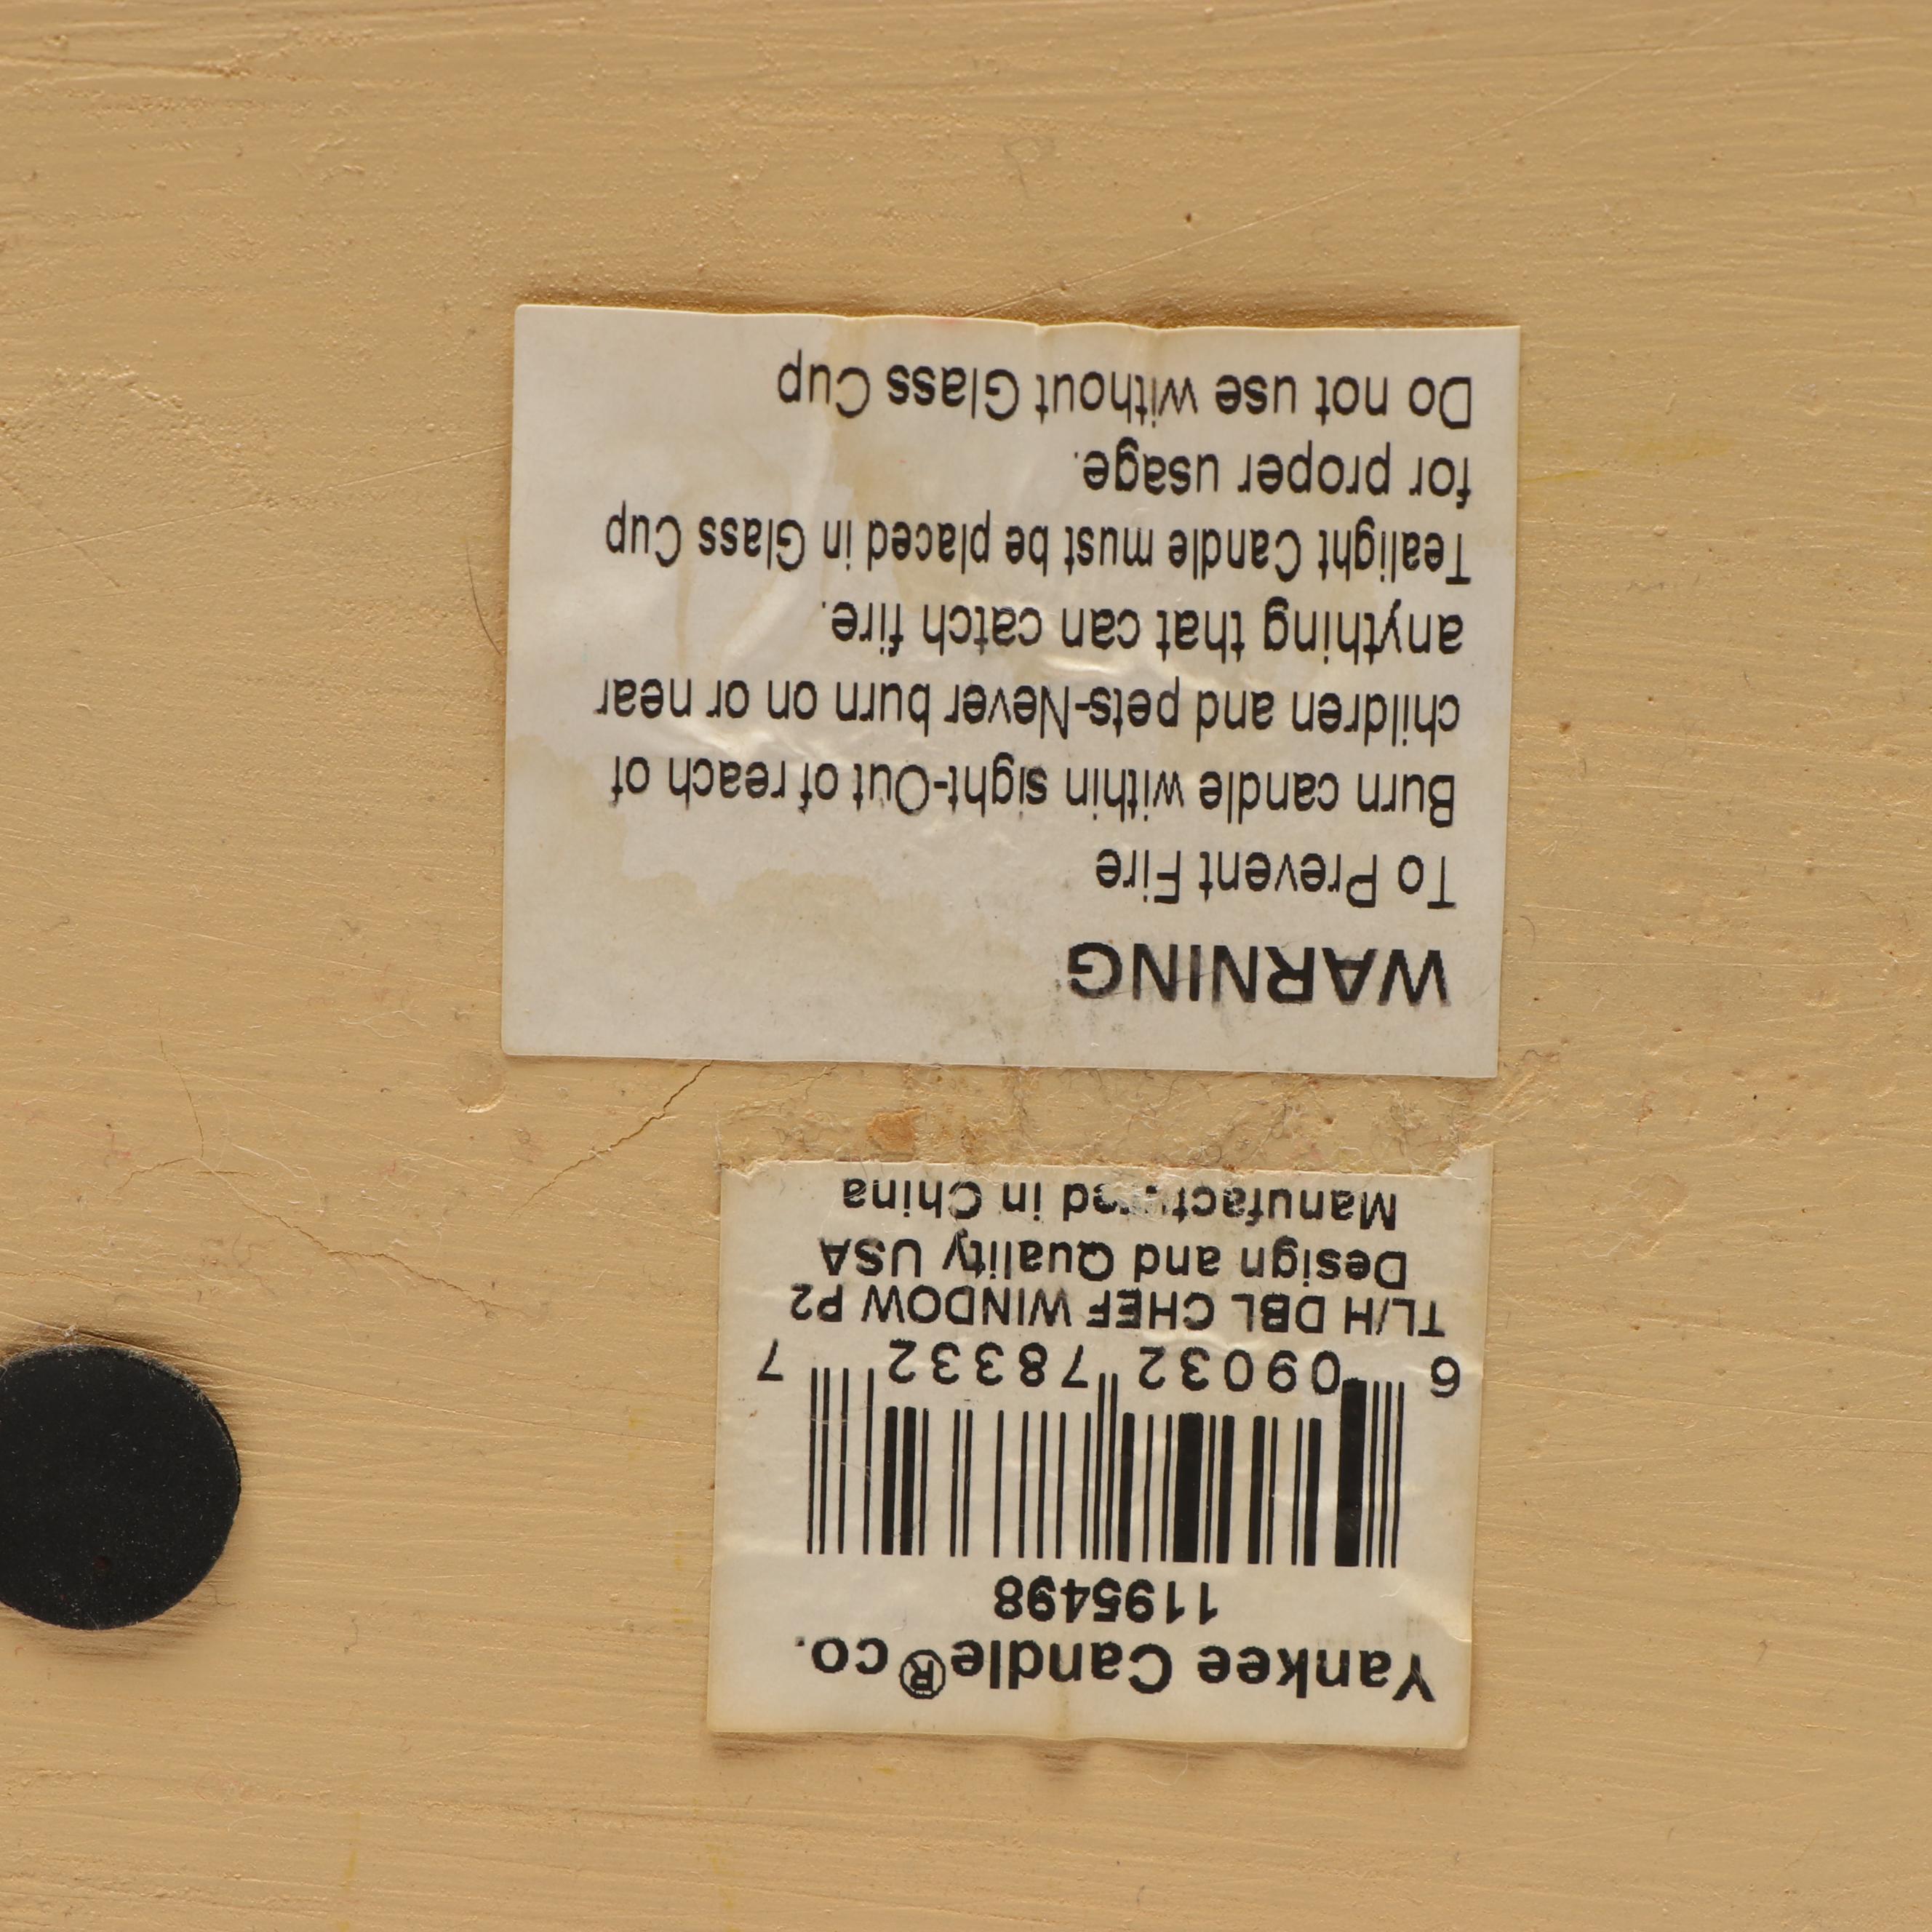 Yankee Candle® co.
1195498
6 09032 78332 7
TL/H DBL CHEF WINDOW P2
Design and Quality USA
Manufactured in China
WARNING
To Prevent Fire
Burn candle within sight-Out of reach of
children and pets-Never burn on or near
anything that can catch fire.
Tealight Candle must be placed in Glass Cup
for proper usage.
Do not use without Glass Cup